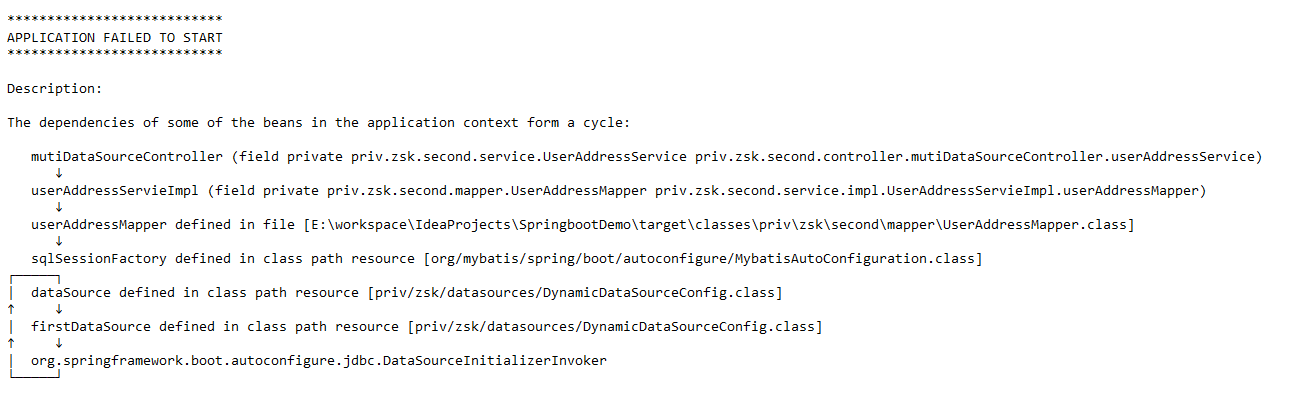 ***************************
APPLICATION FAILED TO START
***************************
Description:
The dependencies of some of the beans in the application context form a cycle:
mutiDataSourceController (field private priv.zsk.second.service.UserAddressService priv.zsk.second.controller.mutiDataSourceController.userAddressService)
↓
userAddressServieImpl (field private priv.zsk.second.mapper.UserAddressMapper priv.zsk.second.service.impl.UserAddressServieImpl.userAddressMapper)
↓
userAddressMapper defined in file [E:\workspace\IdeaProjects\SpringbootDemo\target\classes\priv\zsk\second\mapper\UserAddressMapper.class]
↓
sqlSessionFactory defined in class path resource [org/mybatis/spring/boot/autoconfigure/MybatisAutoConfiguration.class]
┌─────┐
| dataSource defined in class path resource [priv/zsk/datasources/DynamicDataSourceConfig.class]
↑ ↓
| firstDataSource defined in class path resource [priv/zsk/datasources/DynamicDataSourceConfig.class]
↑ ↓
| org.springframework.boot.autoconfigure.jdbc.DataSourceInitializerInvoker
└─────┘